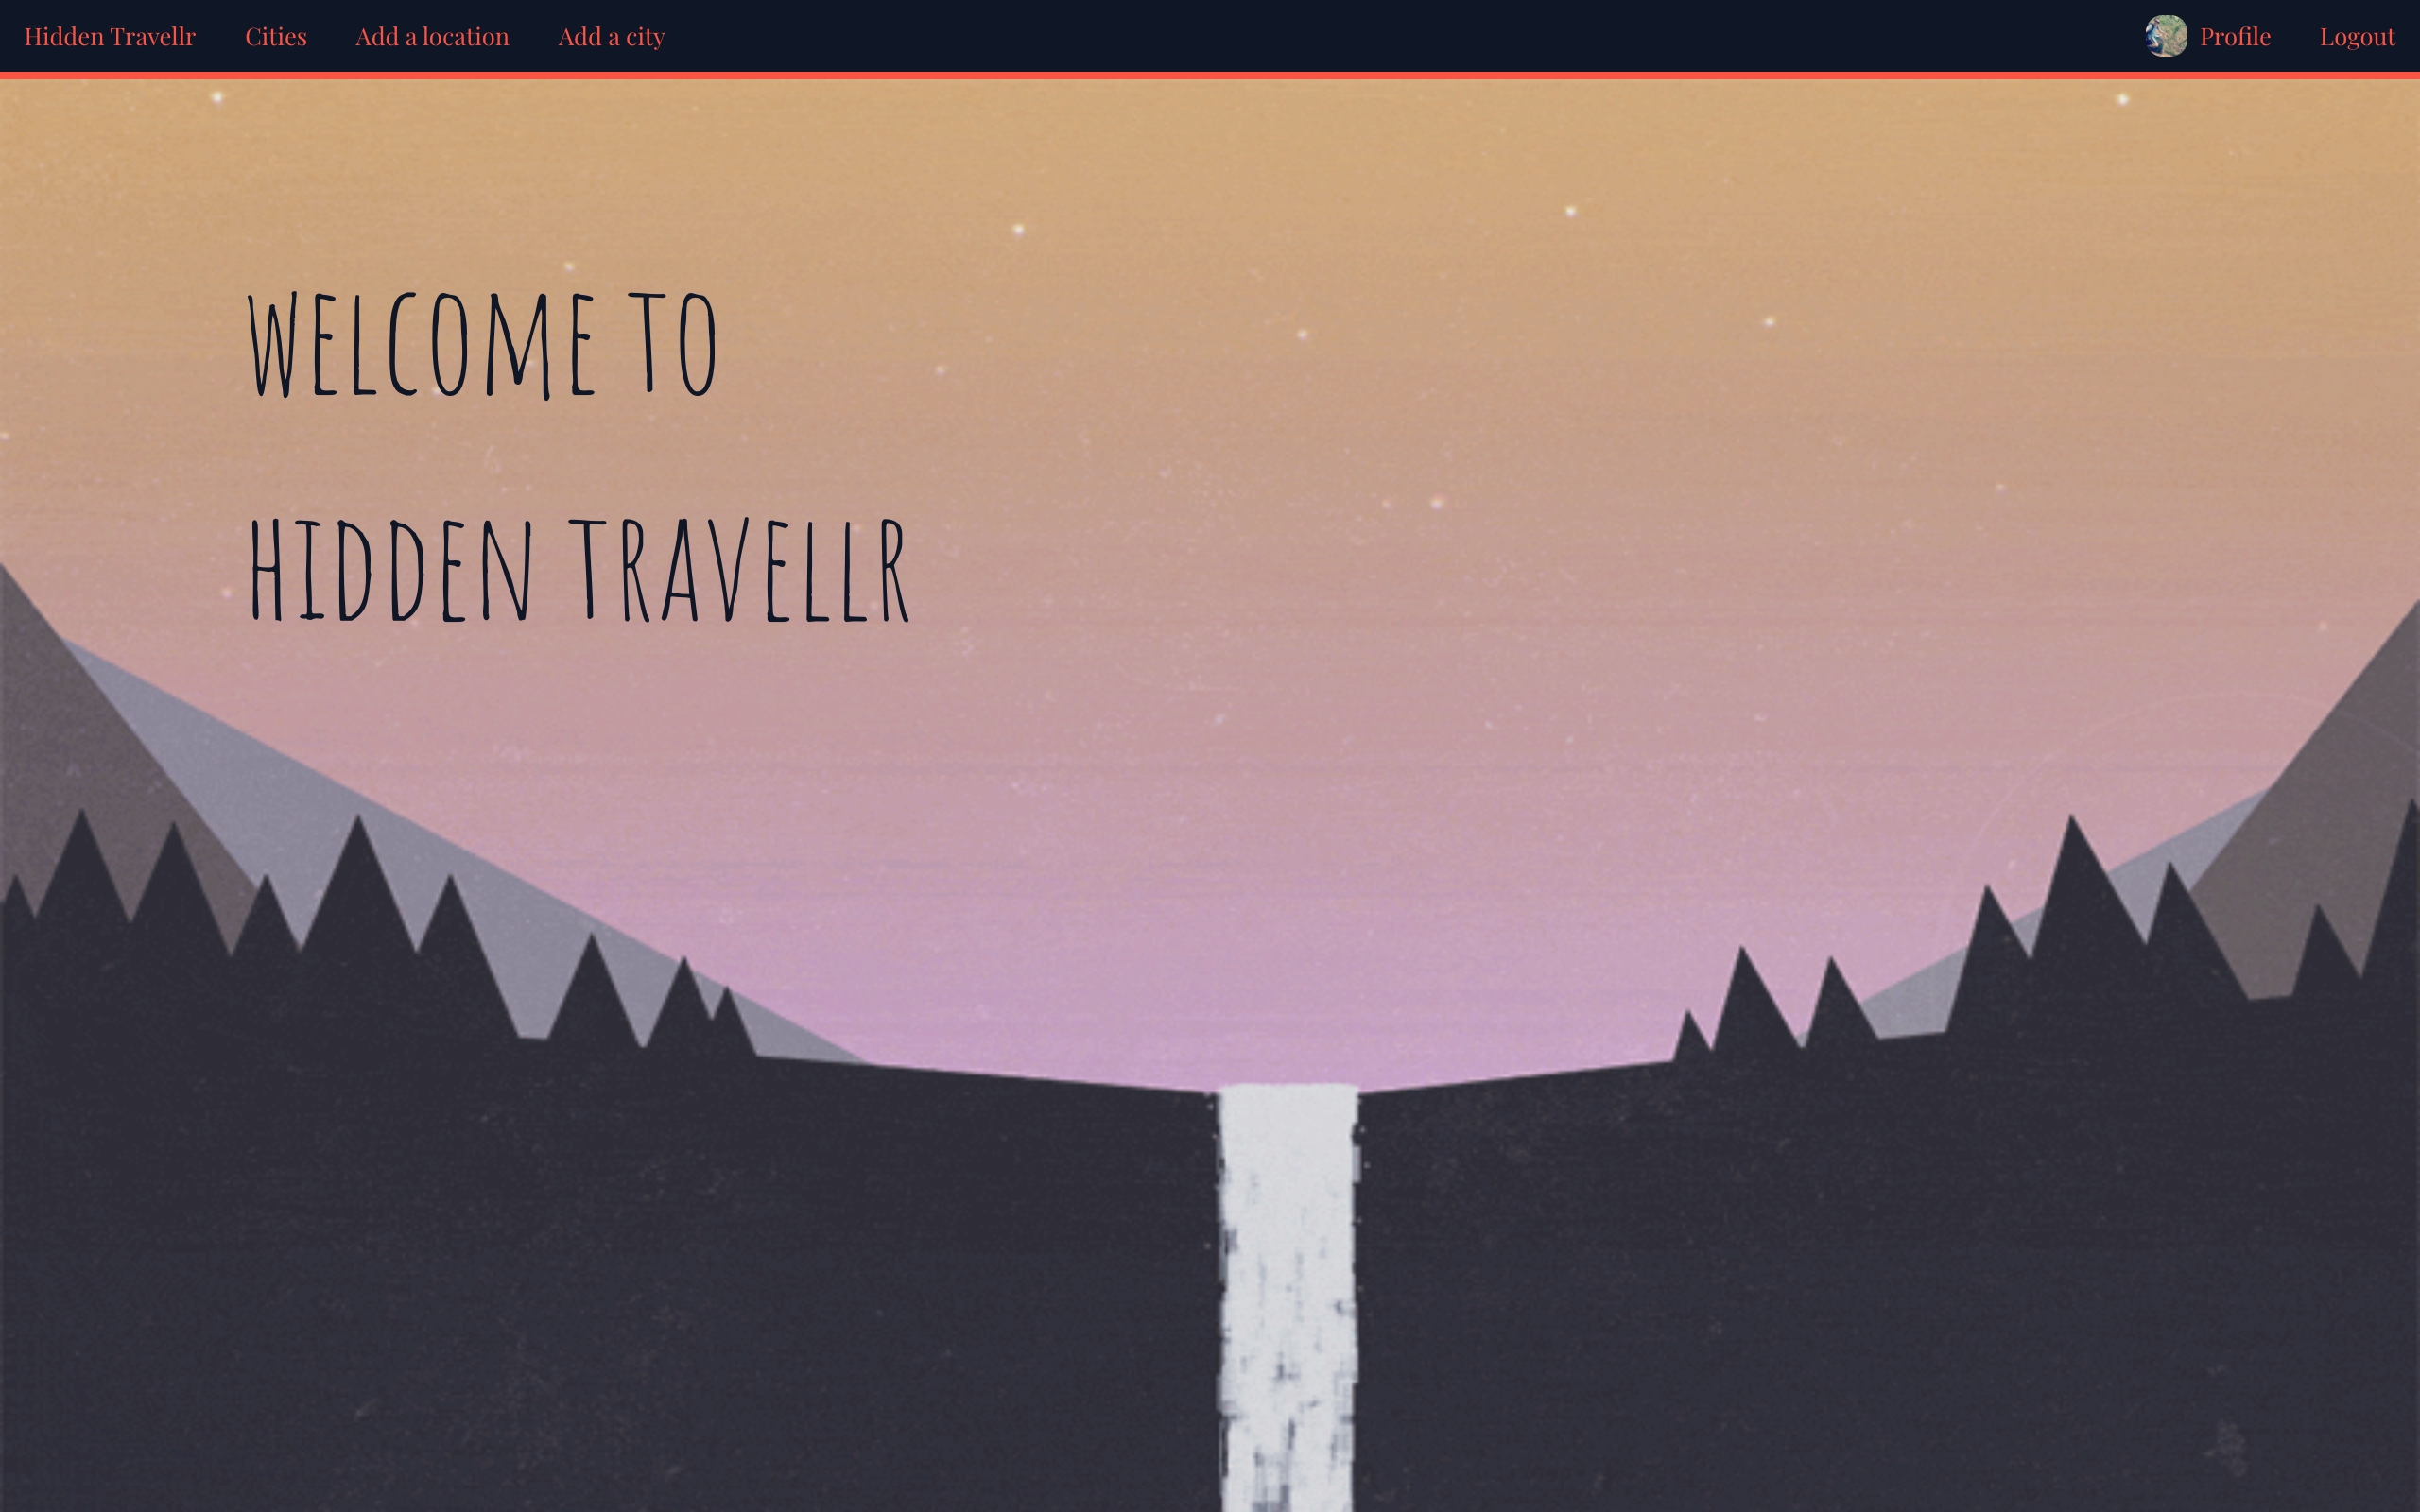 Hidden Travellr Cities Add a location Add a city Profile Logout
WELCOME TO
HIDDEN TRAVELLR